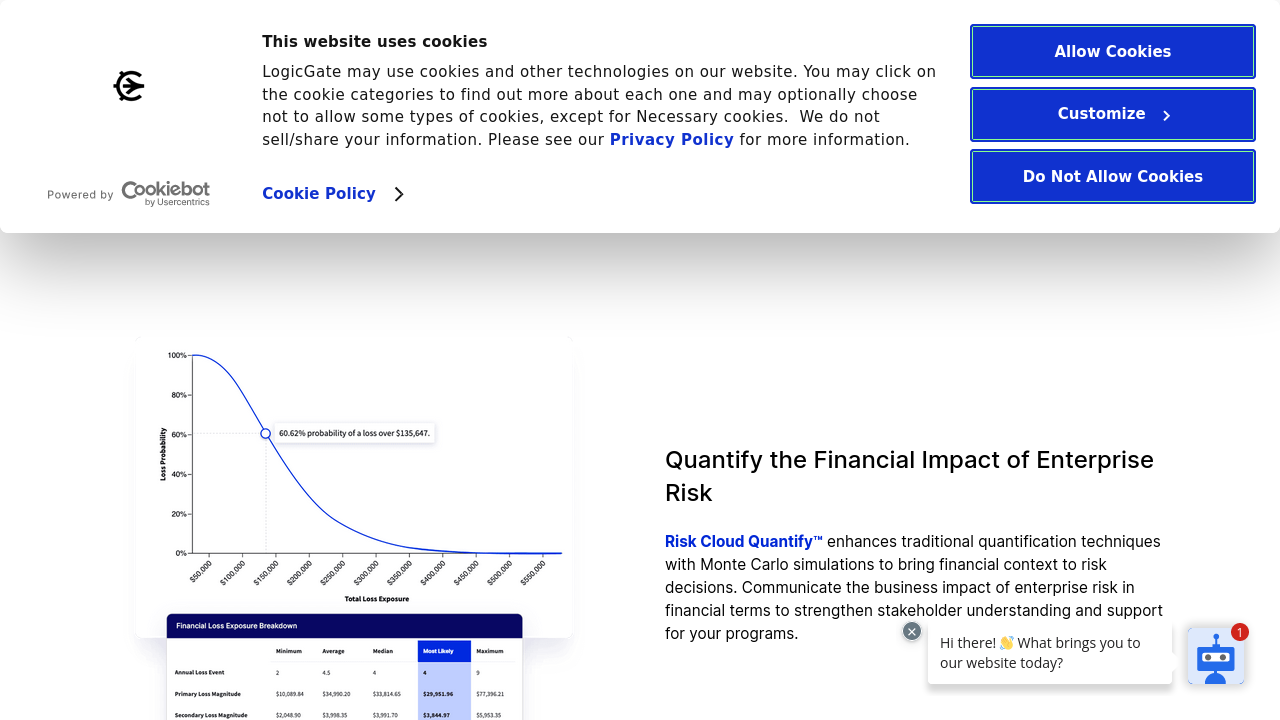 This website uses cookies
LogicGate may use cookies and other technologies on our website. You may click on
the cookie categories to find out more about each one and may optionally choose
not to allow some types of cookies, except for Necessary cookies.  We do not
sell/share your information. Please see our Privacy Policy for more information.
Cookie Policy
Powered by Cookiebot
by Usercentrics
Allow Cookies
Customize
Do Not Allow Cookies
Loss Probability
100%
80%
60%
40%
20%
0%
60.62% probability of a loss over $135,647.
$50,000 $100,000 $150,000 $200,000 $250,000 $300,000 $350,000 $400,000 $450,000 $500,000 $550,000
Total Loss Exposure
Financial Loss Exposure Breakdown
Minimum Average Median Most Likely Maximum
Annual Loss Event 2 4.5 4 4 9
Primary Loss Magnitude $10,089.84 $34,990.20 $33,814.65 $29,951.96 $77,396.21
Secondary Loss Magnitude $2,048.90 $3,998.35 $3,991.70 $3,844.97 $5,953.35
Quantify the Financial Impact of Enterprise
Risk
Risk Cloud Quantify™ enhances traditional quantification techniques
with Monte Carlo simulations to bring financial context to risk
decisions. Communicate the business impact of enterprise risk in
financial terms to strengthen stakeholder understanding and support
for your programs.
Hi there! 👋 What brings you to
our website today?
1